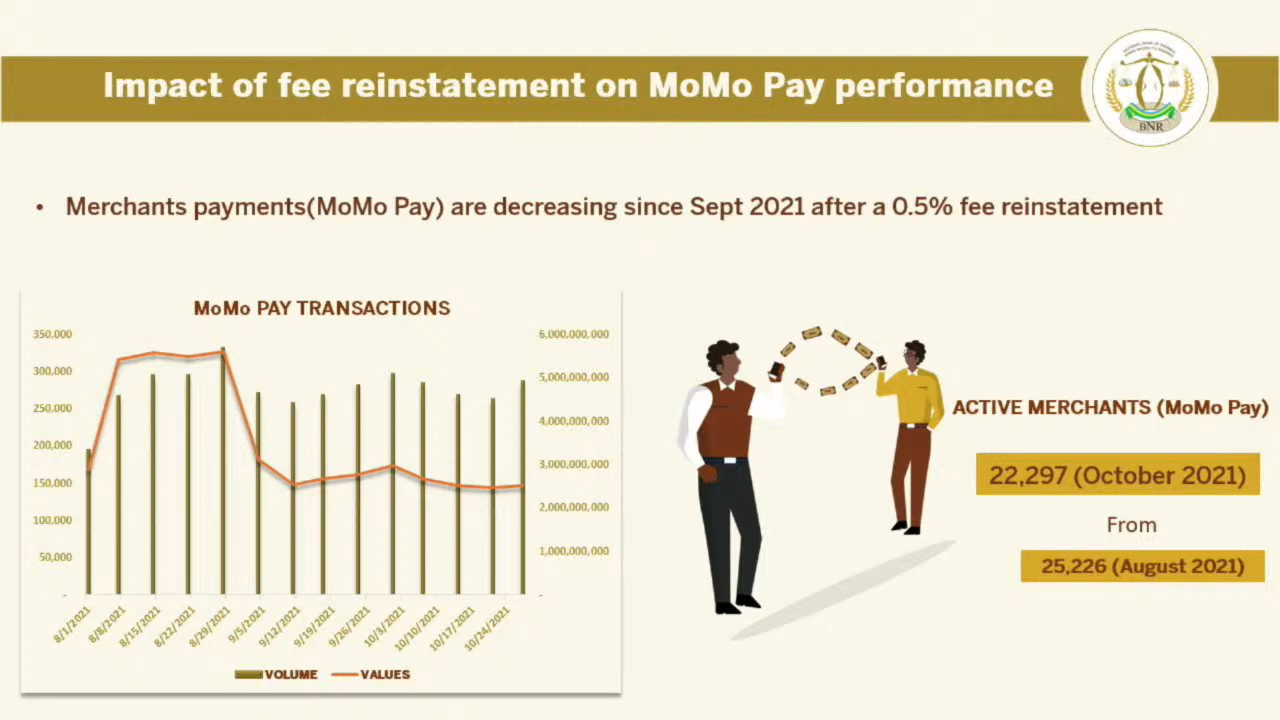 Impact of fee reinstatement on MoMo Pay performance
BNR
• Merchants payments(MoMo Pay) are decreasing since Sept 2021 after a 0.5% fee reinstatement
MoMo PAY TRANSACTIONS
350,000
300,000
250,000
200,000
150,000
100,000
50,000
-
6,000,000,000
5,000,000,000
4,000,000,000
3,000,000,000
2,000,000,000
1,000,000,000
-
8/1/2021
8/8/2021
8/15/2021
8/22/2021
8/29/2021
9/5/2021
9/12/2021
9/19/2021
9/26/2021
10/3/2021
10/10/2021
10/17/2021
10/24/2021
VOLUME
VALUES
ACTIVE MERCHANTS (MoMo Pay)
22,297 (October 2021)
From
25,226 (August 2021)